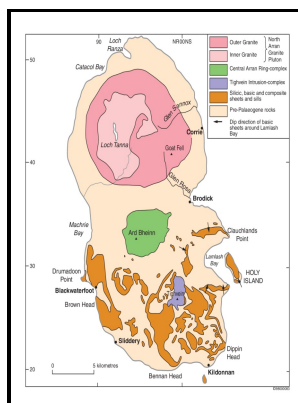 90
NR00NS
Loch
Ranza
50
Catacol Bay
Glen Sannox
Corrie
Loch Tanna
Goat Fell
40
Glen Rosa
Brodick
Machrie
Bay
Ard Bheinn
Clauchlands
Point
Lamlash
Bay
Drumadoon
Point
30
HOLY
ISLAND
Blackwaterfoot
Brown Head
Sliddery
Dippin
Head
0 5 kilometres
Kildonnan
Bennan Head
20
Outer Granite
Inner Granite
North
Arran
Granite
Pluton
Central Arran Ring-complex
Tighvein Intrusion-complex
Silicic, basic and composite
sheets and sills
Pre-Palaeogene rocks
Dip direction of basic
sheets around Lamlash
Bay